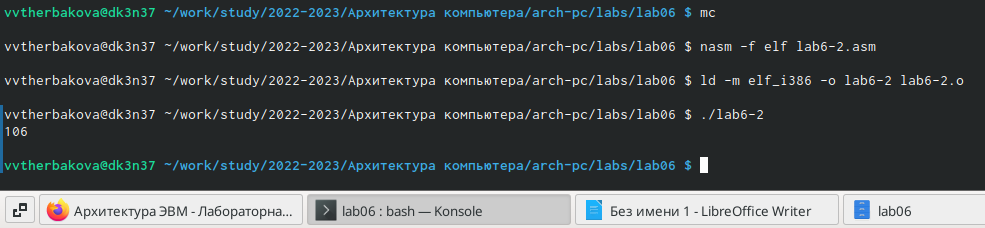 vvtherbakova@dk3n37 ~/work/study/2022-2023/Архитектура компьютера/arch-pc/labs/lab06 $ mc
vvtherbakova@dk3n37 ~/work/study/2022-2023/Архитектура компьютера/arch-pc/labs/lab06 $ nasm -f elf lab6-2.asm
vvtherbakova@dk3n37 ~/work/study/2022-2023/Архитектура компьютера/arch-pc/labs/lab06 $ ld -m elf_i386 -o lab6-2 lab6-2.o
vvtherbakova@dk3n37 ~/work/study/2022-2023/Архитектура компьютера/arch-pc/labs/lab06 $ ./lab6-2
106
vvtherbakova@dk3n37 ~/work/study/2022-2023/Архитектура компьютера/arch-pc/labs/lab06 $
Архитектура ЭВМ - Лабораторна...
lab06 : bash — Konsole
Без имени 1 - LibreOffice Writer
lab06